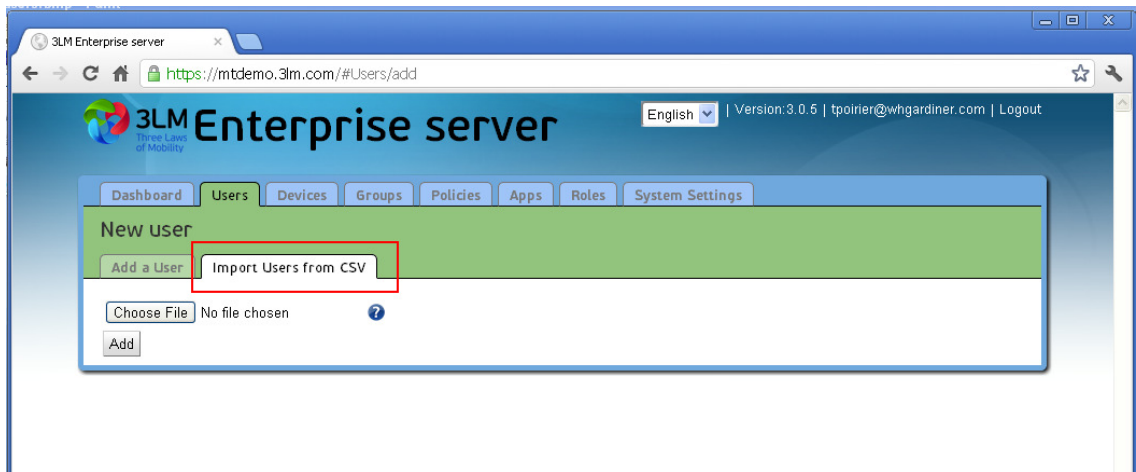 3LM Enterprise server
https://mtdemo.3lm.com/#Users/add
3LM Three Laws of Mobility Enterprise server
English | Version:3.0.5 | tpoirier@whgardiner.com | Logout
Dashboard Users Devices Groups Policies Apps Roles System Settings
New user
Add a User Import Users from CSV
Choose File No file chosen ?
Add